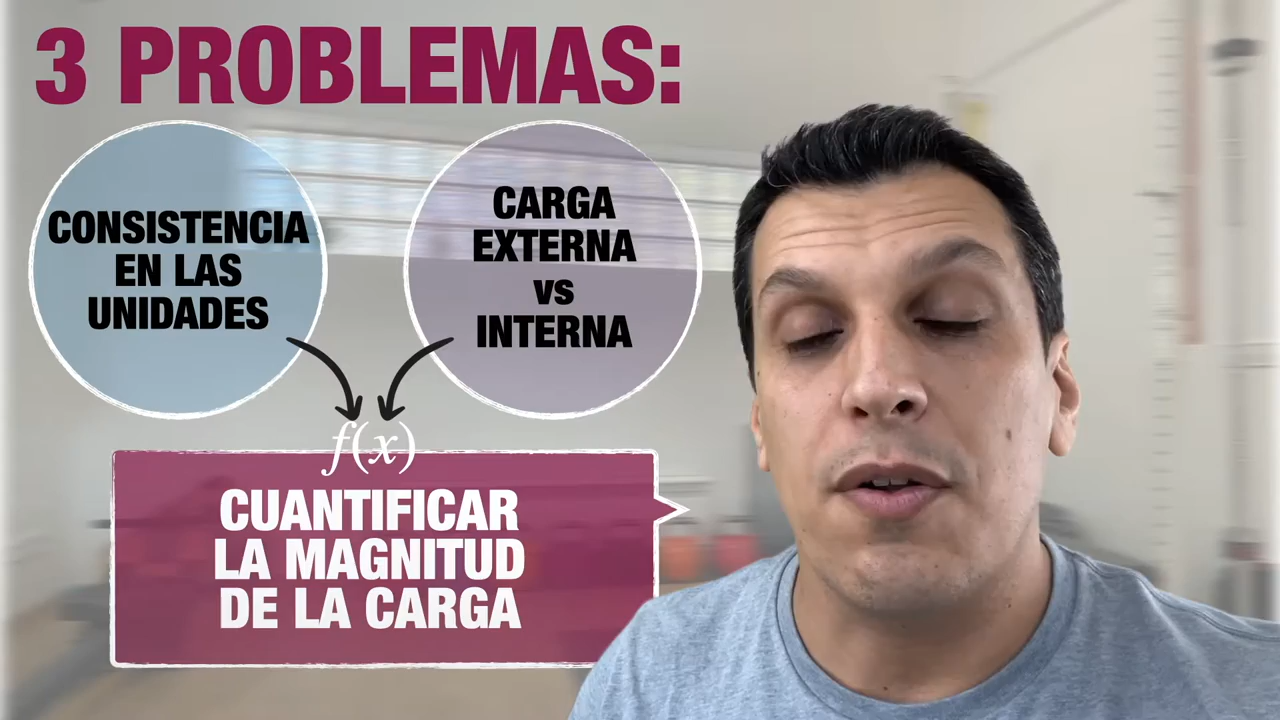 3 PROBLEMAS:
CONSISTENCIA
EN LAS
UNIDADES
CARGA
EXTERNA
VS
INTERNA
f(x)
CUANTIFICAR
LA MAGNITUD
DE LA CARGA